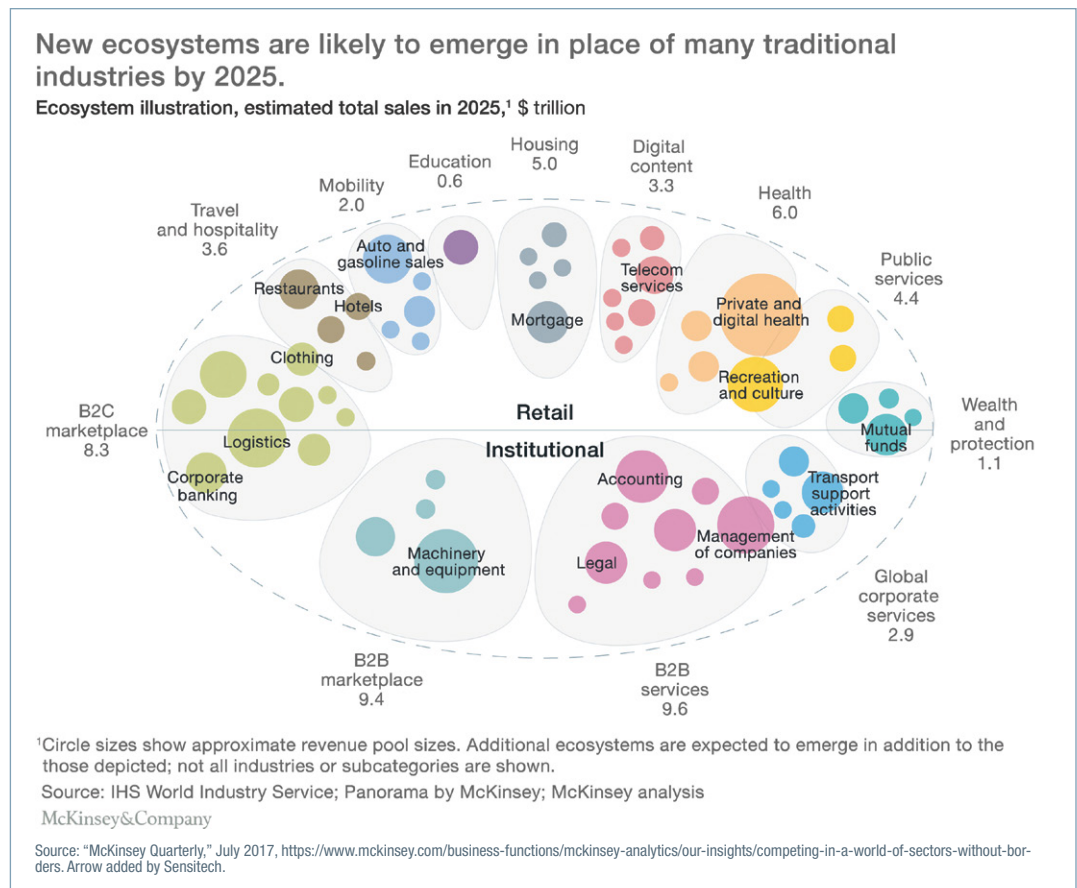 New ecosystems are likely to emerge in place of many traditional
industries by 2025.
Ecosystem illustration, estimated total sales in 2025,¹ $ trillion
Housing
5.0
Digital
content
3.3
Education
0.6
Mobility
2.0
Health
6.0
Travel
and hospitality
3.6
Public
services
4.4
Auto and
gasoline sales
Telecom
services
Restaurants
Hotels
Private and
digital health
Mortgage
Clothing
Recreation
and culture
B2C
marketplace
8.3
Retail
Wealth
and
protection
1.1
Logistics
Mutual
funds
Institutional
Corporate
banking
Accounting
Transport
support
activities
Machinery
and equipment
Management
of companies
Legal
Global
corporate
services
2.9
B2B
marketplace
9.4
B2B
services
9.6
¹Circle sizes show approximate revenue pool sizes. Additional ecosystems are expected to emerge in addition to the
those depicted; not all industries or subcategories are shown.
Source: IHS World Industry Service; Panorama by McKinsey; McKinsey analysis
McKinsey&Company
Source: “McKinsey Quarterly,” July 2017, https://www.mckinsey.com/business-functions/mckinsey-analytics/our-insights/competing-in-a-world-of-sectors-without-bor-
ders. Arrow added by Sensitech.